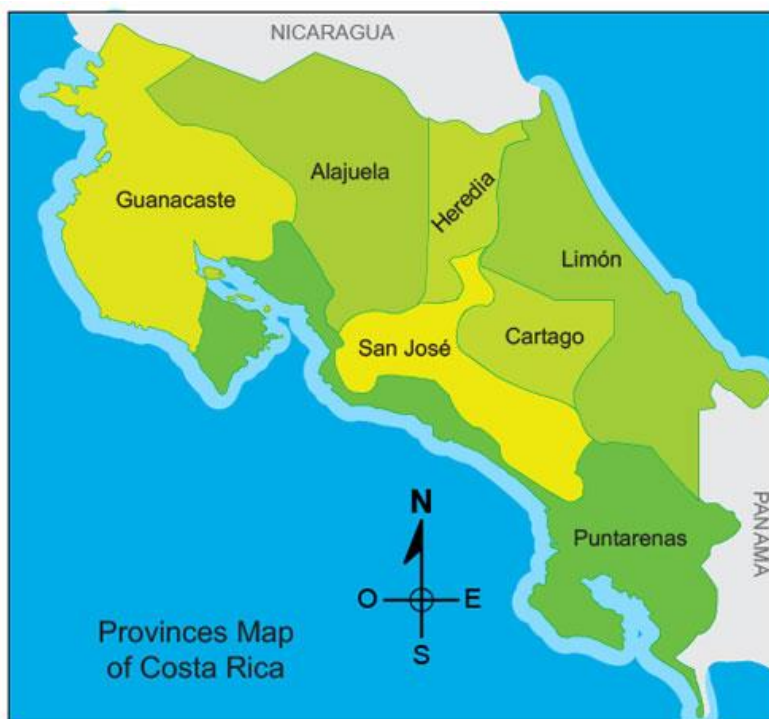 NICARAGUA
Guanacaste
Alajuela
Heredia
Limón
San José
Cartago
PANAMA
Puntarenas
N
O
E
S
Provinces Map
of Costa Rica